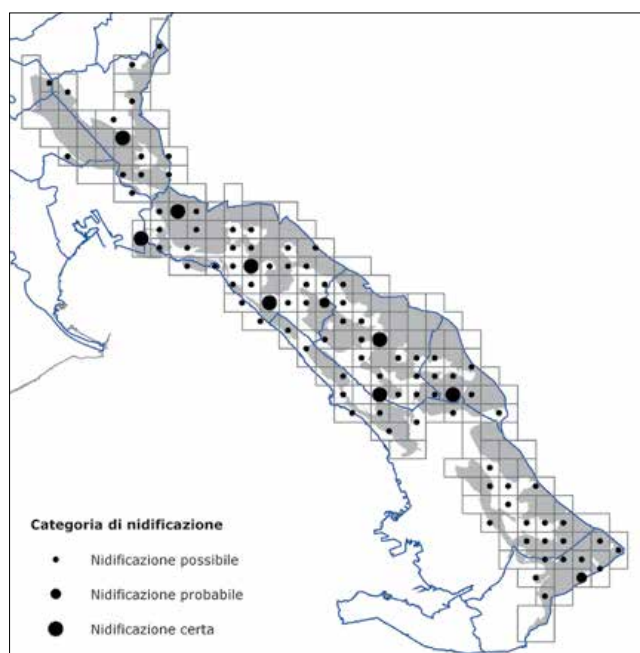 Categoria di nidificazione
Nidificazione possibile
Nidificazione probabile
Nidificazione certa